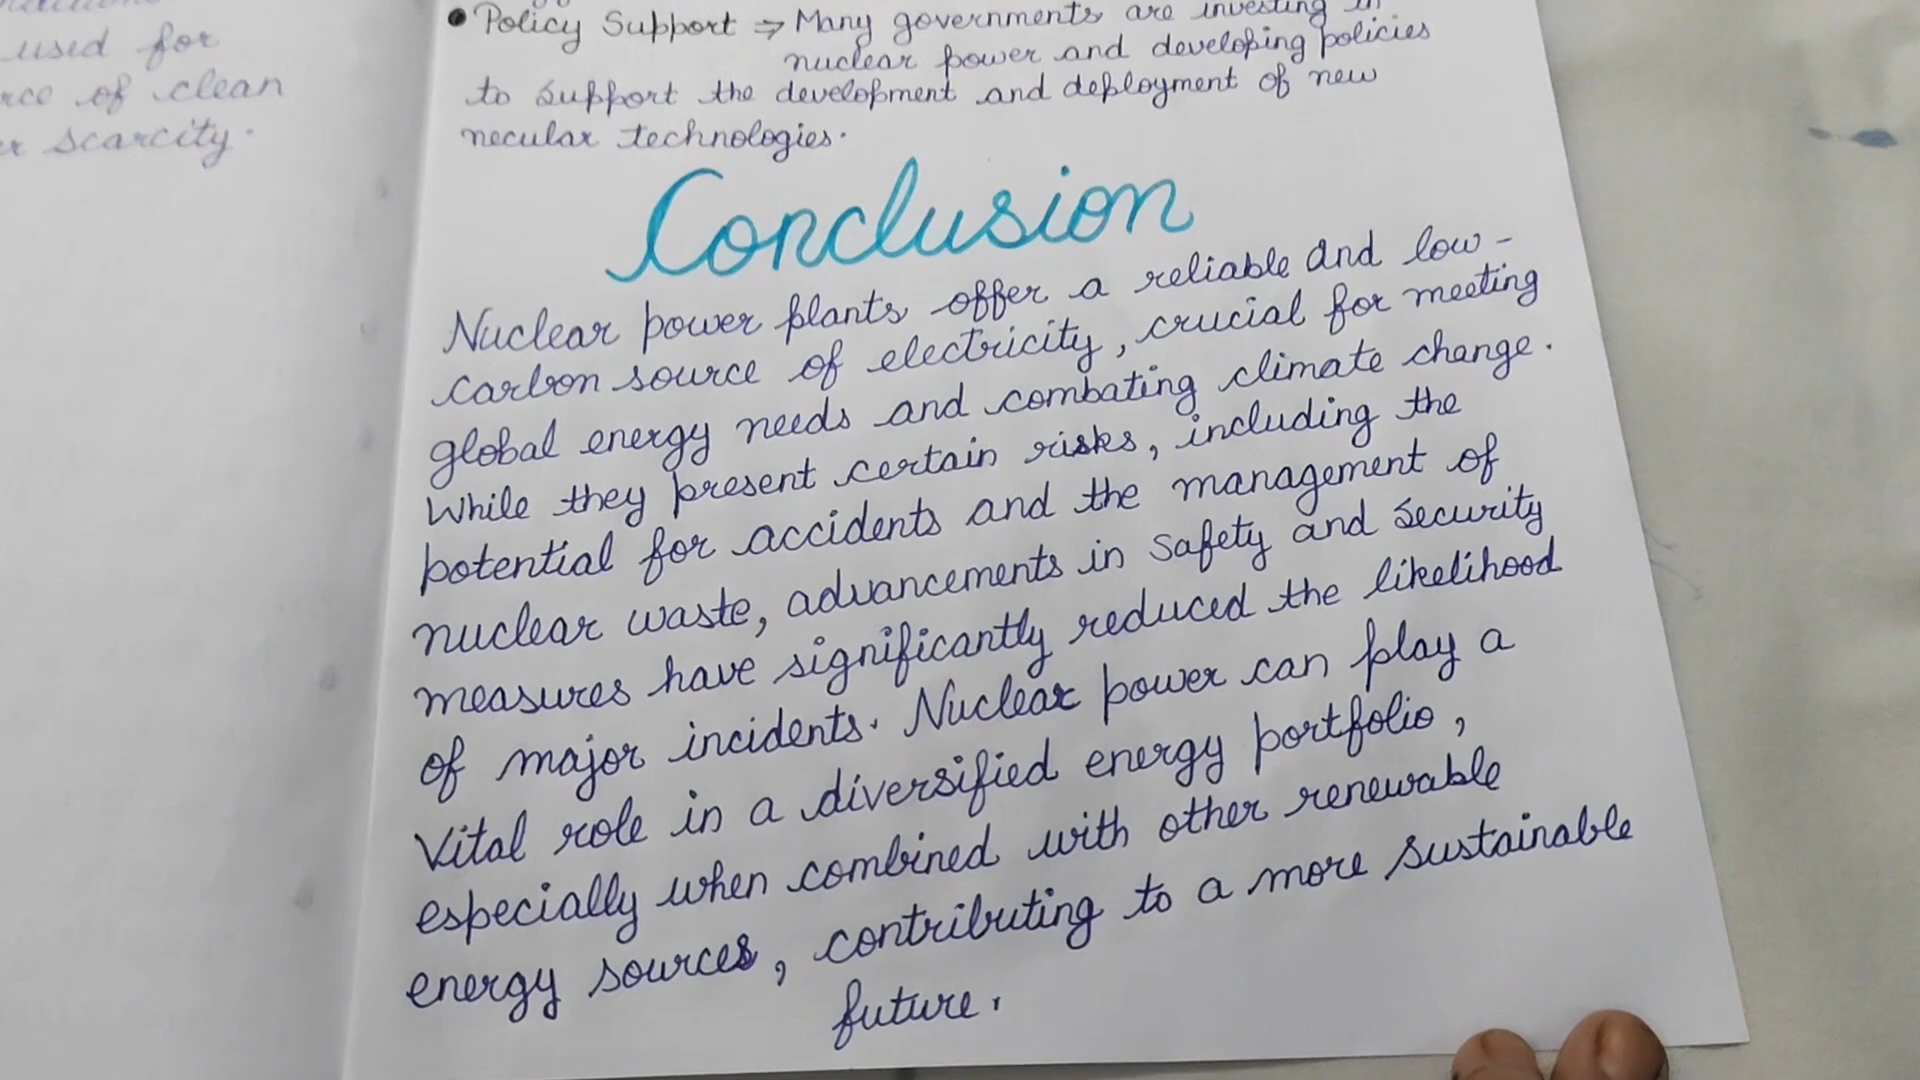 used for
of clean
scarcity.
• Policy Support ⇒ Many governments are investing in
nuclear power and developing policies
to support the development and deployment of new
necular technologies.
Conclusion
Nuclear power plants offer a reliable and low-
carbon source of electricity, crucial for meeting
global energy needs and combating climate change.
While they present certain risks, including the
potential for accidents and the management of
nuclear waste, advancements in safety and security
measures have significantly reduced the likelihood
of major incidents. Nuclear power can play a
Vital role in a diversified energy portfolio,
especially when combined with other renewable
energy sources, contributing to a more sustainable
future.